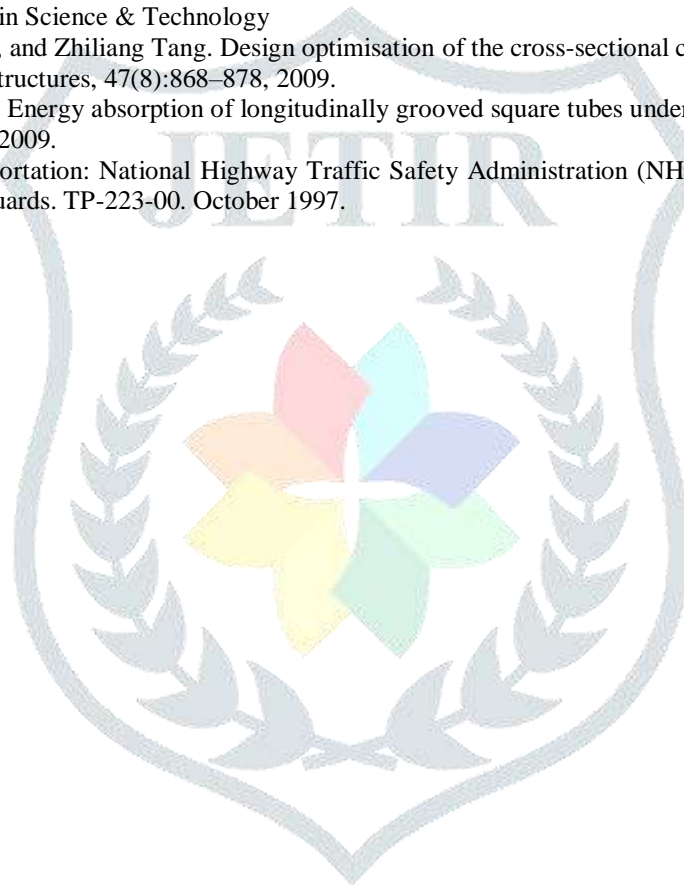 in Science & Technology
, and Zhiliang Tang. Design optimisation of the cross-sectional c
tructures, 47(8):868–878, 2009.
Energy absorption of longitudinally grooved square tubes under
2009.
ortation: National Highway Traffic Safety Administration (NH
uards. TP-223-00. October 1997.
JETIR